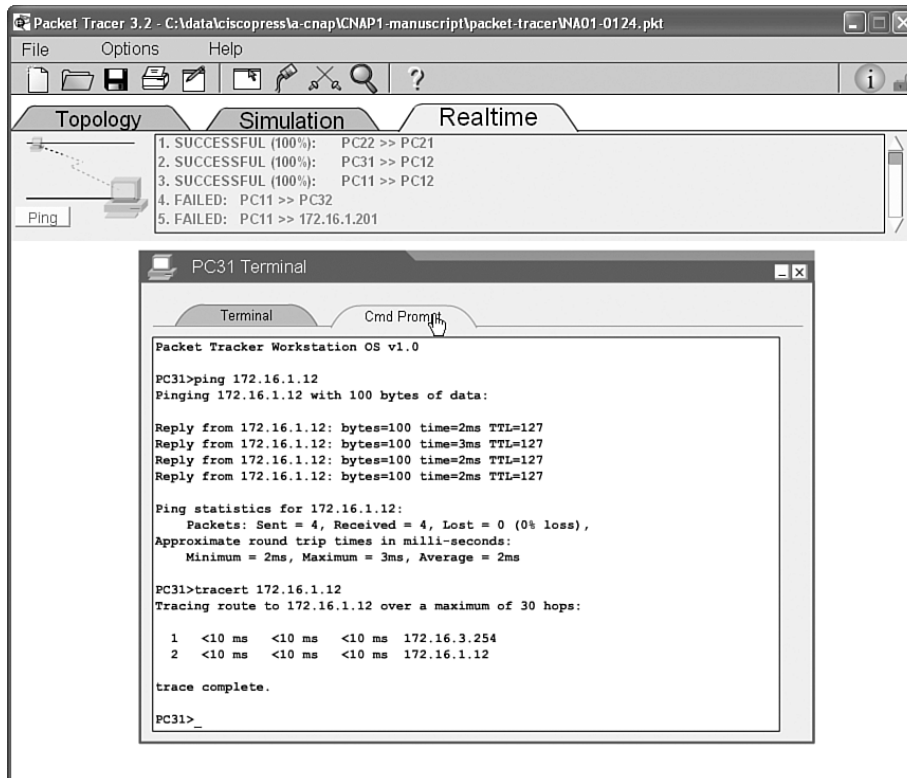 Packet Tracer 3.2 - C:\data\ciscopress\a-cnap\CNAP1-manuscript\packet-tracer\NA01-0124.pkt
File Options Help
Topology Simulation Realtime
1. SUCCESSFUL (100%): PC22 >> PC21
2. SUCCESSFUL (100%): PC31 >> PC12
3. SUCCESSFUL (100%): PC11 >> PC12
4. FAILED: PC11 >> PC32
5. FAILED: PC11 >> 172.16.1.201
Ping
PC31 Terminal
Terminal Cmd Prompt
Packet Tracker Workstation OS v1.0
PC31>ping 172.16.1.12
Pinging 172.16.1.12 with 100 bytes of data:
Reply from 172.16.1.12: bytes=100 time=2ms TTL=127
Reply from 172.16.1.12: bytes=100 time=3ms TTL=127
Reply from 172.16.1.12: bytes=100 time=2ms TTL=127
Reply from 172.16.1.12: bytes=100 time=2ms TTL=127
Ping statistics for 172.16.1.12:
Packets: Sent = 4, Received = 4, Lost = 0 (0% loss),
Approximate round trip times in milli-seconds:
Minimum = 2ms, Maximum = 3ms, Average = 2ms
PC31>tracert 172.16.1.12
Tracing route to 172.16.1.12 over a maximum of 30 hops:
1 <10 ms <10 ms <10 ms 172.16.3.254
2 <10 ms <10 ms <10 ms 172.16.1.12
trace complete.
PC31>_